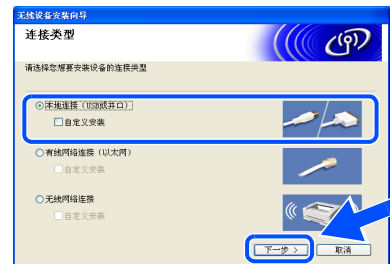 无线设备安装向导
连接类型
请选择您想要安装设备的连接类型
本地连接（USB或并口）
自定义安装
有线网络连接（以太网）
自定义安装
无线网络连接
自定义安装
下一步 >
取消